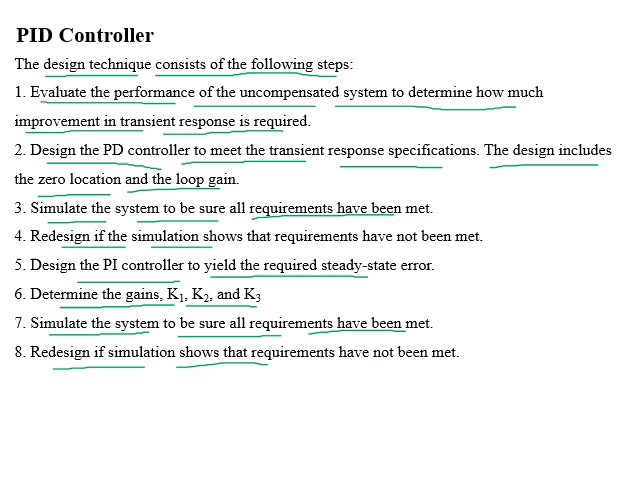 PID Controller
The design technique consists of the following steps:
1. Evaluate the performance of the uncompensated system to determine how much
improvement in transient response is required.
2. Design the PD controller to meet the transient response specifications. The design includes
the zero location and the loop gain.
3. Simulate the system to be sure all requirements have been met.
4. Redesign if the simulation shows that requirements have not been met.
5. Design the PI controller to yield the required steady-state error.
6. Determine the gains, K₁, K₂, and K₃
7. Simulate the system to be sure all requirements have been met.
8. Redesign if simulation shows that requirements have not been met.